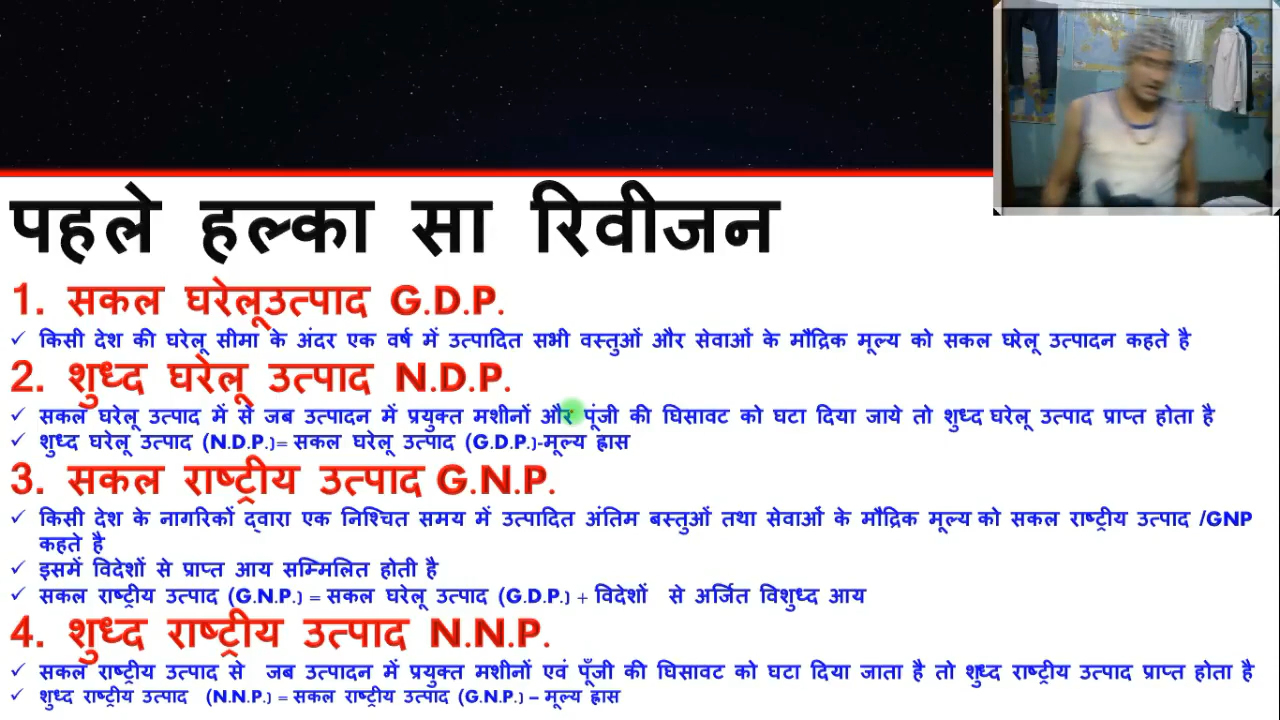 पहले हल्का सा रिवीजन
1. सकल घरेलूउत्पाद G.D.P.
✓ किसी देश की घरेलू सीमा के अंदर एक वर्ष में उत्पादित सभी वस्तुओं और सेवाओं के मौद्रिक मूल्य को सकल घरेलू उत्पादन कहते है
2. शुध्द घरेलू उत्पाद N.D.P.
✓ सकल घरेलू उत्पाद में से जब उत्पादन में प्रयुक्त मशीनों और पूंजी की घिसावट को घटा दिया जाये तो शुध्द घरेलू उत्पाद प्राप्त होता है
✓ शुध्द घरेलू उत्पाद (N.D.P.)= सकल घरेलू उत्पाद (G.D.P.)-मूल्य ह्रास
3. सकल राष्ट्रीय उत्पाद G.N.P.
✓ किसी देश के नागरिकों द्वारा एक निश्चित समय में उत्पादित अंतिम बस्तुओं तथा सेवाओं के मौद्रिक मूल्य को सकल राष्ट्रीय उत्पाद /GNP
कहते है
✓ इसमें विदेशों से प्राप्त आय सम्मिलित होती है
✓ सकल राष्ट्रीय उत्पाद (G.N.P.) = सकल घरेलू उत्पाद (G.D.P.) + विदेशों से अर्जित विशुध्द आय
4. शुध्द राष्ट्रीय उत्पाद N.N.P.
✓ सकल राष्ट्रीय उत्पाद से जब उत्पादन में प्रयुक्त मशीनों एवं पूँजी की घिसावट को घटा दिया जाता है तो शुध्द राष्ट्रीय उत्पाद प्राप्त होता है
✓ शुध्द राष्ट्रीय उत्पाद (N.N.P.) = सकल राष्ट्रीय उत्पाद (G.N.P.) – मूल्य ह्रास